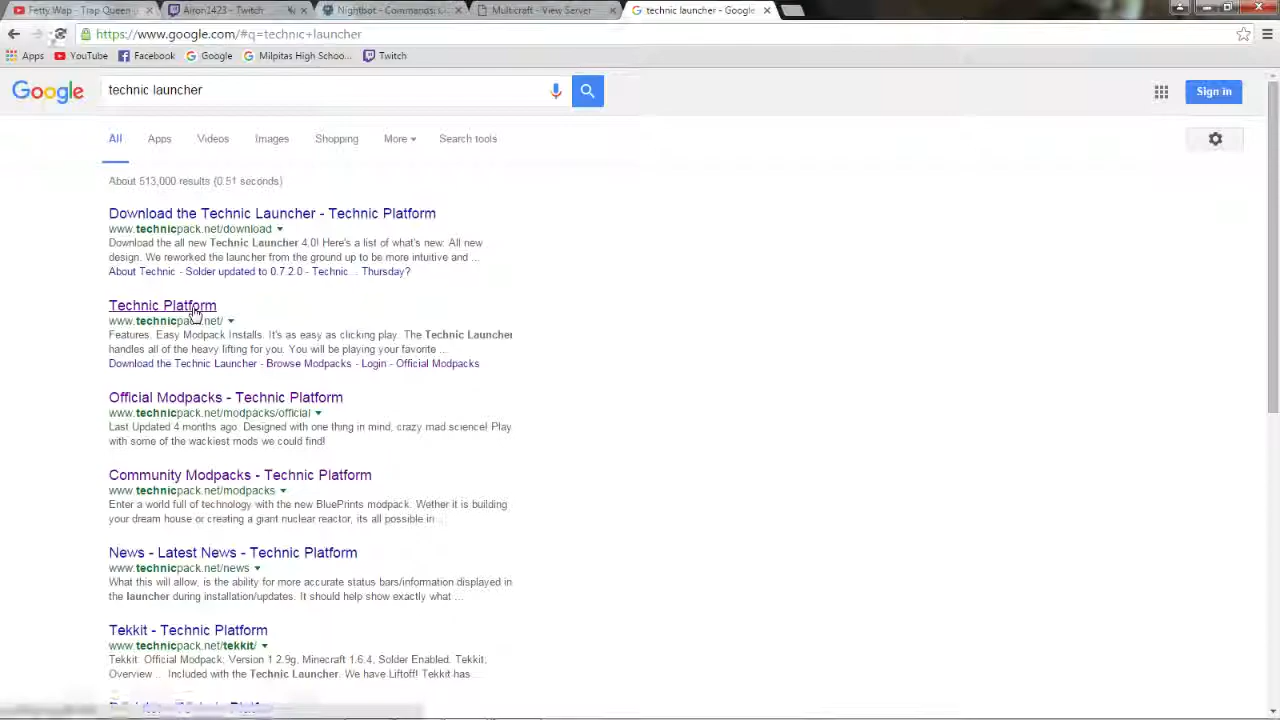 Fetty Wap - Trap Queen
Airon1423 - Twitch
Nightbot - Commands: C
Multicraft - View Server
technic launcher - Google
https://www.google.com/#q=technic+launcher
Apps
YouTube
Facebook
Google
Milpitas High Schoo...
Twitch
Google
technic launcher
Sign in
All
Apps
Videos
Images
Shopping
More
Search tools
About 513,000 results (0.51 seconds)
Download the Technic Launcher - Technic Platform
www.technicpack.net/download
Download the all new Technic Launcher 4.0! Here's a list of what's new: All new
design. We reworked the launcher from the ground up to be more intuitive and ...
About Technic - Solder updated to 0.7.2.0 - Technic ... Thursday?
Technic Platform
www.technicpack.net/
Features. Easy Modpack Installs. It's as easy as clicking play. The Technic Launcher
handles all of the heavy lifting for you. You will be playing your favorite ...
Download the Technic Launcher - Browse Modpacks - Login - Official Modpacks
Official Modpacks - Technic Platform
www.technicpack.net/modpacks/official
Last Updated 4 months ago. Designed with one thing in mind, crazy mad science! Play
with some of the wackiest mods we could find!
Community Modpacks - Technic Platform
www.technicpack.net/modpacks
Enter a world full of technology with the new BluePrints modpack. Wether it is building
your dream house or creating a giant nuclear reactor, its all possible in ...
News - Latest News - Technic Platform
www.technicpack.net/news
What this will allow, is the ability for more accurate status bars/information displayed in
the launcher during installation/updates. It should help show exactly what ...
Tekkit - Technic Platform
www.technicpack.net/tekkit/
Tekkit. Official Modpack, Version 1.2.9g, Minecraft 1.6.4, Solder Enabled. Tekkit;
Overview ... Included with the Technic Launcher. We have Liftoff! Tekkit has ...